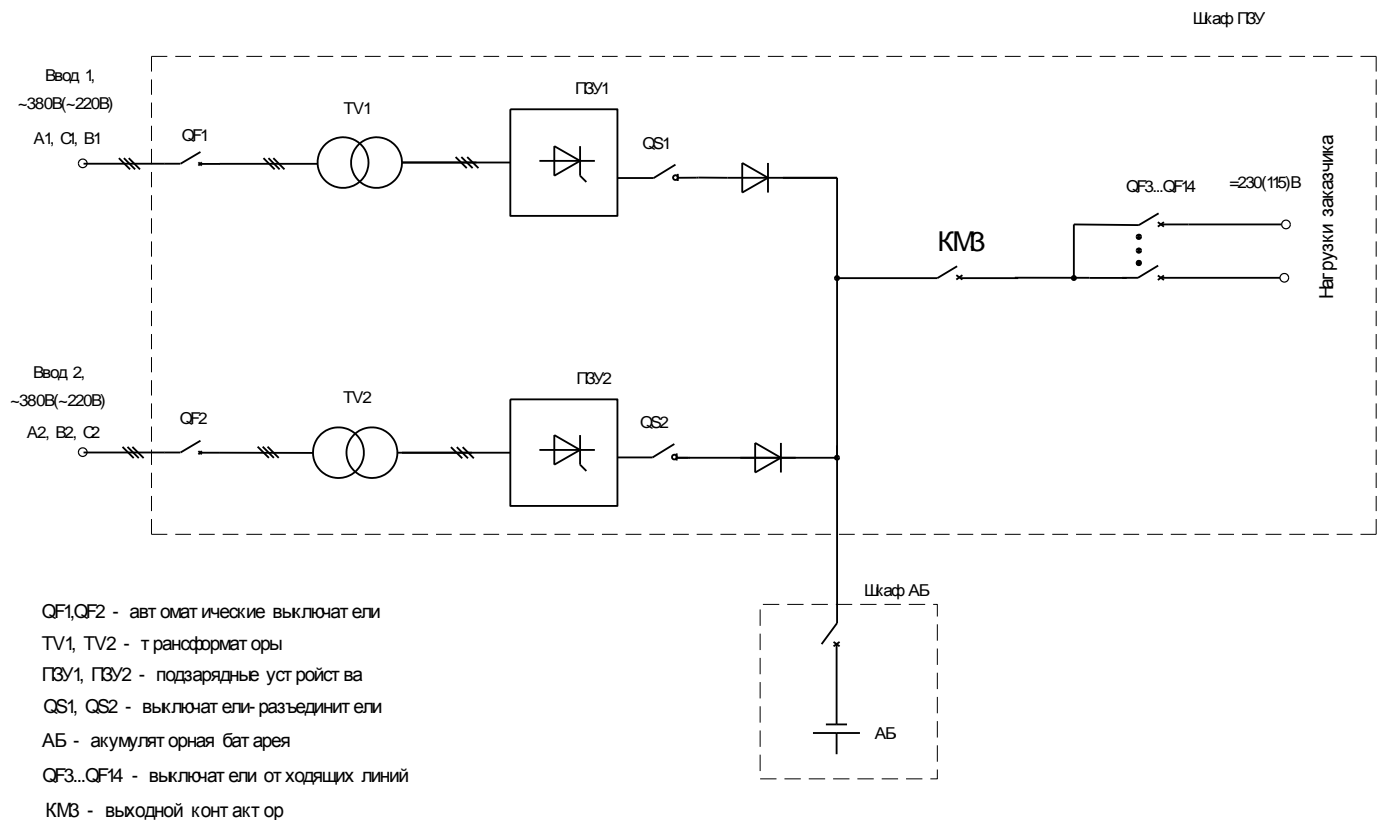 Шкаф ПЗУ
Ввод 1,
~380В(~220В)
A1, C1, B1
QF1
TV1
ПЗУ1
QS1
КМ3
QF3...QF14
=230(115)В
Нагрузки заказчика
Ввод 2,
~380В(~220В)
A2, B2, C2
QF2
TV2
ПЗУ2
QS2
Шкаф АБ
АБ
QF1,QF2 - автоматические выключатели
TV1, TV2 - трансформаторы
ПЗУ1, ПЗУ2 - подзарядные устройства
QS1, QS2 - выключатели-разъединители
АБ - акумуляторная батарея
QF3...QF14 - выключатели отходящих линий
КМ3 - выходной контактор